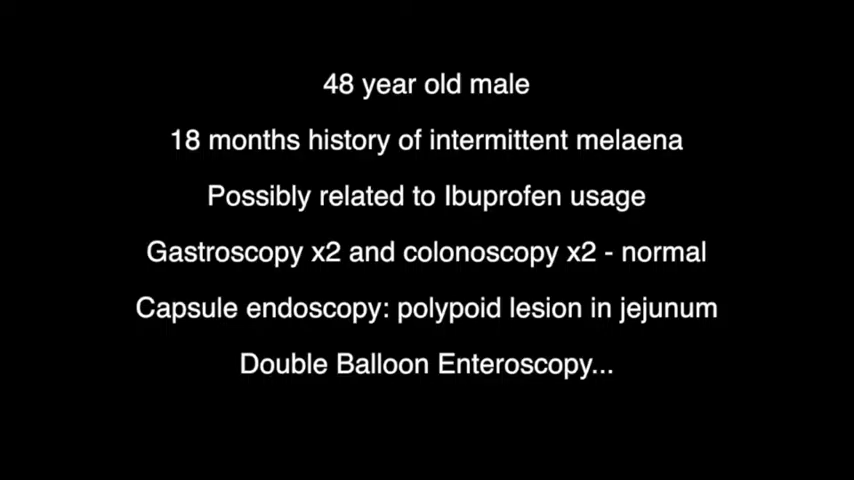 48 year old male
18 months history of intermittent melaena
Possibly related to Ibuprofen usage
Gastroscopy x2 and colonoscopy x2 - normal
Capsule endoscopy: polypoid lesion in jejunum
Double Balloon Enteroscopy...